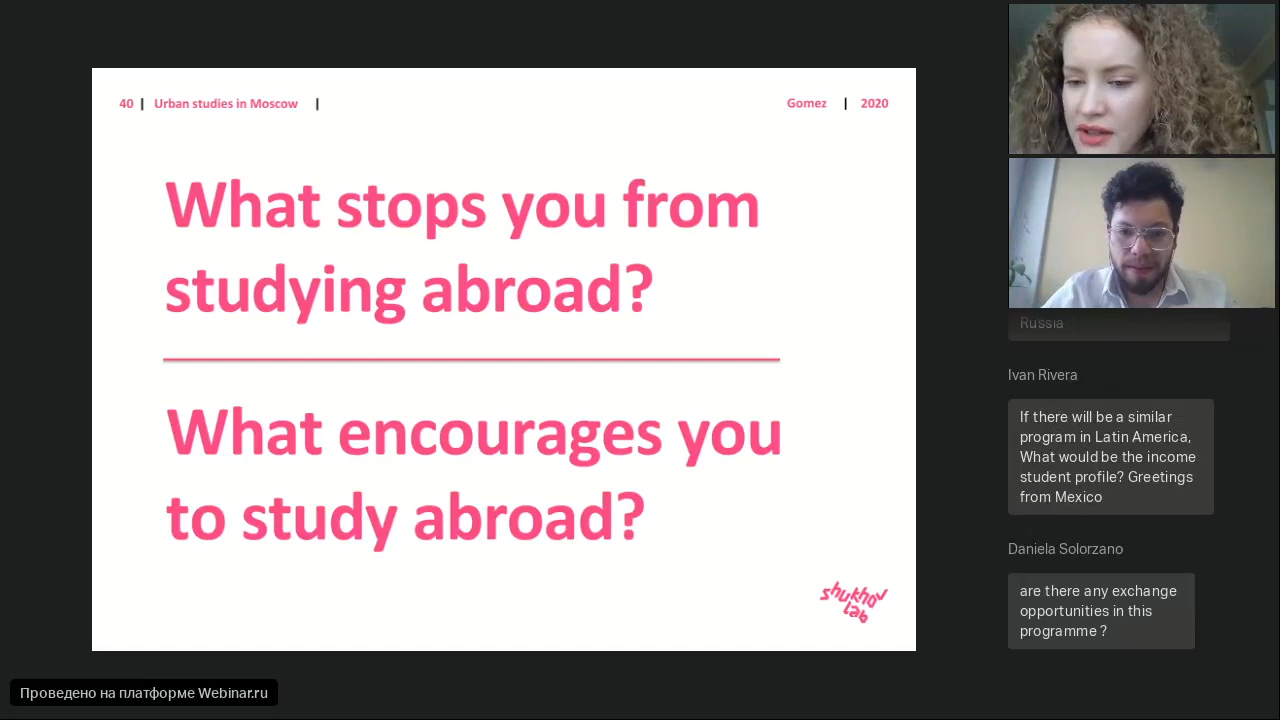 40 | Urban studies in Moscow |
Gomez | 2020
What stops you from
studying abroad?
What encourages you
to study abroad?
shukhov
lab
Russia
Ivan Rivera
If there will be a similar
program in Latin America,
What would be the income
student profile? Greetings
from Mexico
Daniela Solorzano
are there any exchange
opportunities in this
programme ?
Проведено на платформе Webinar.ru